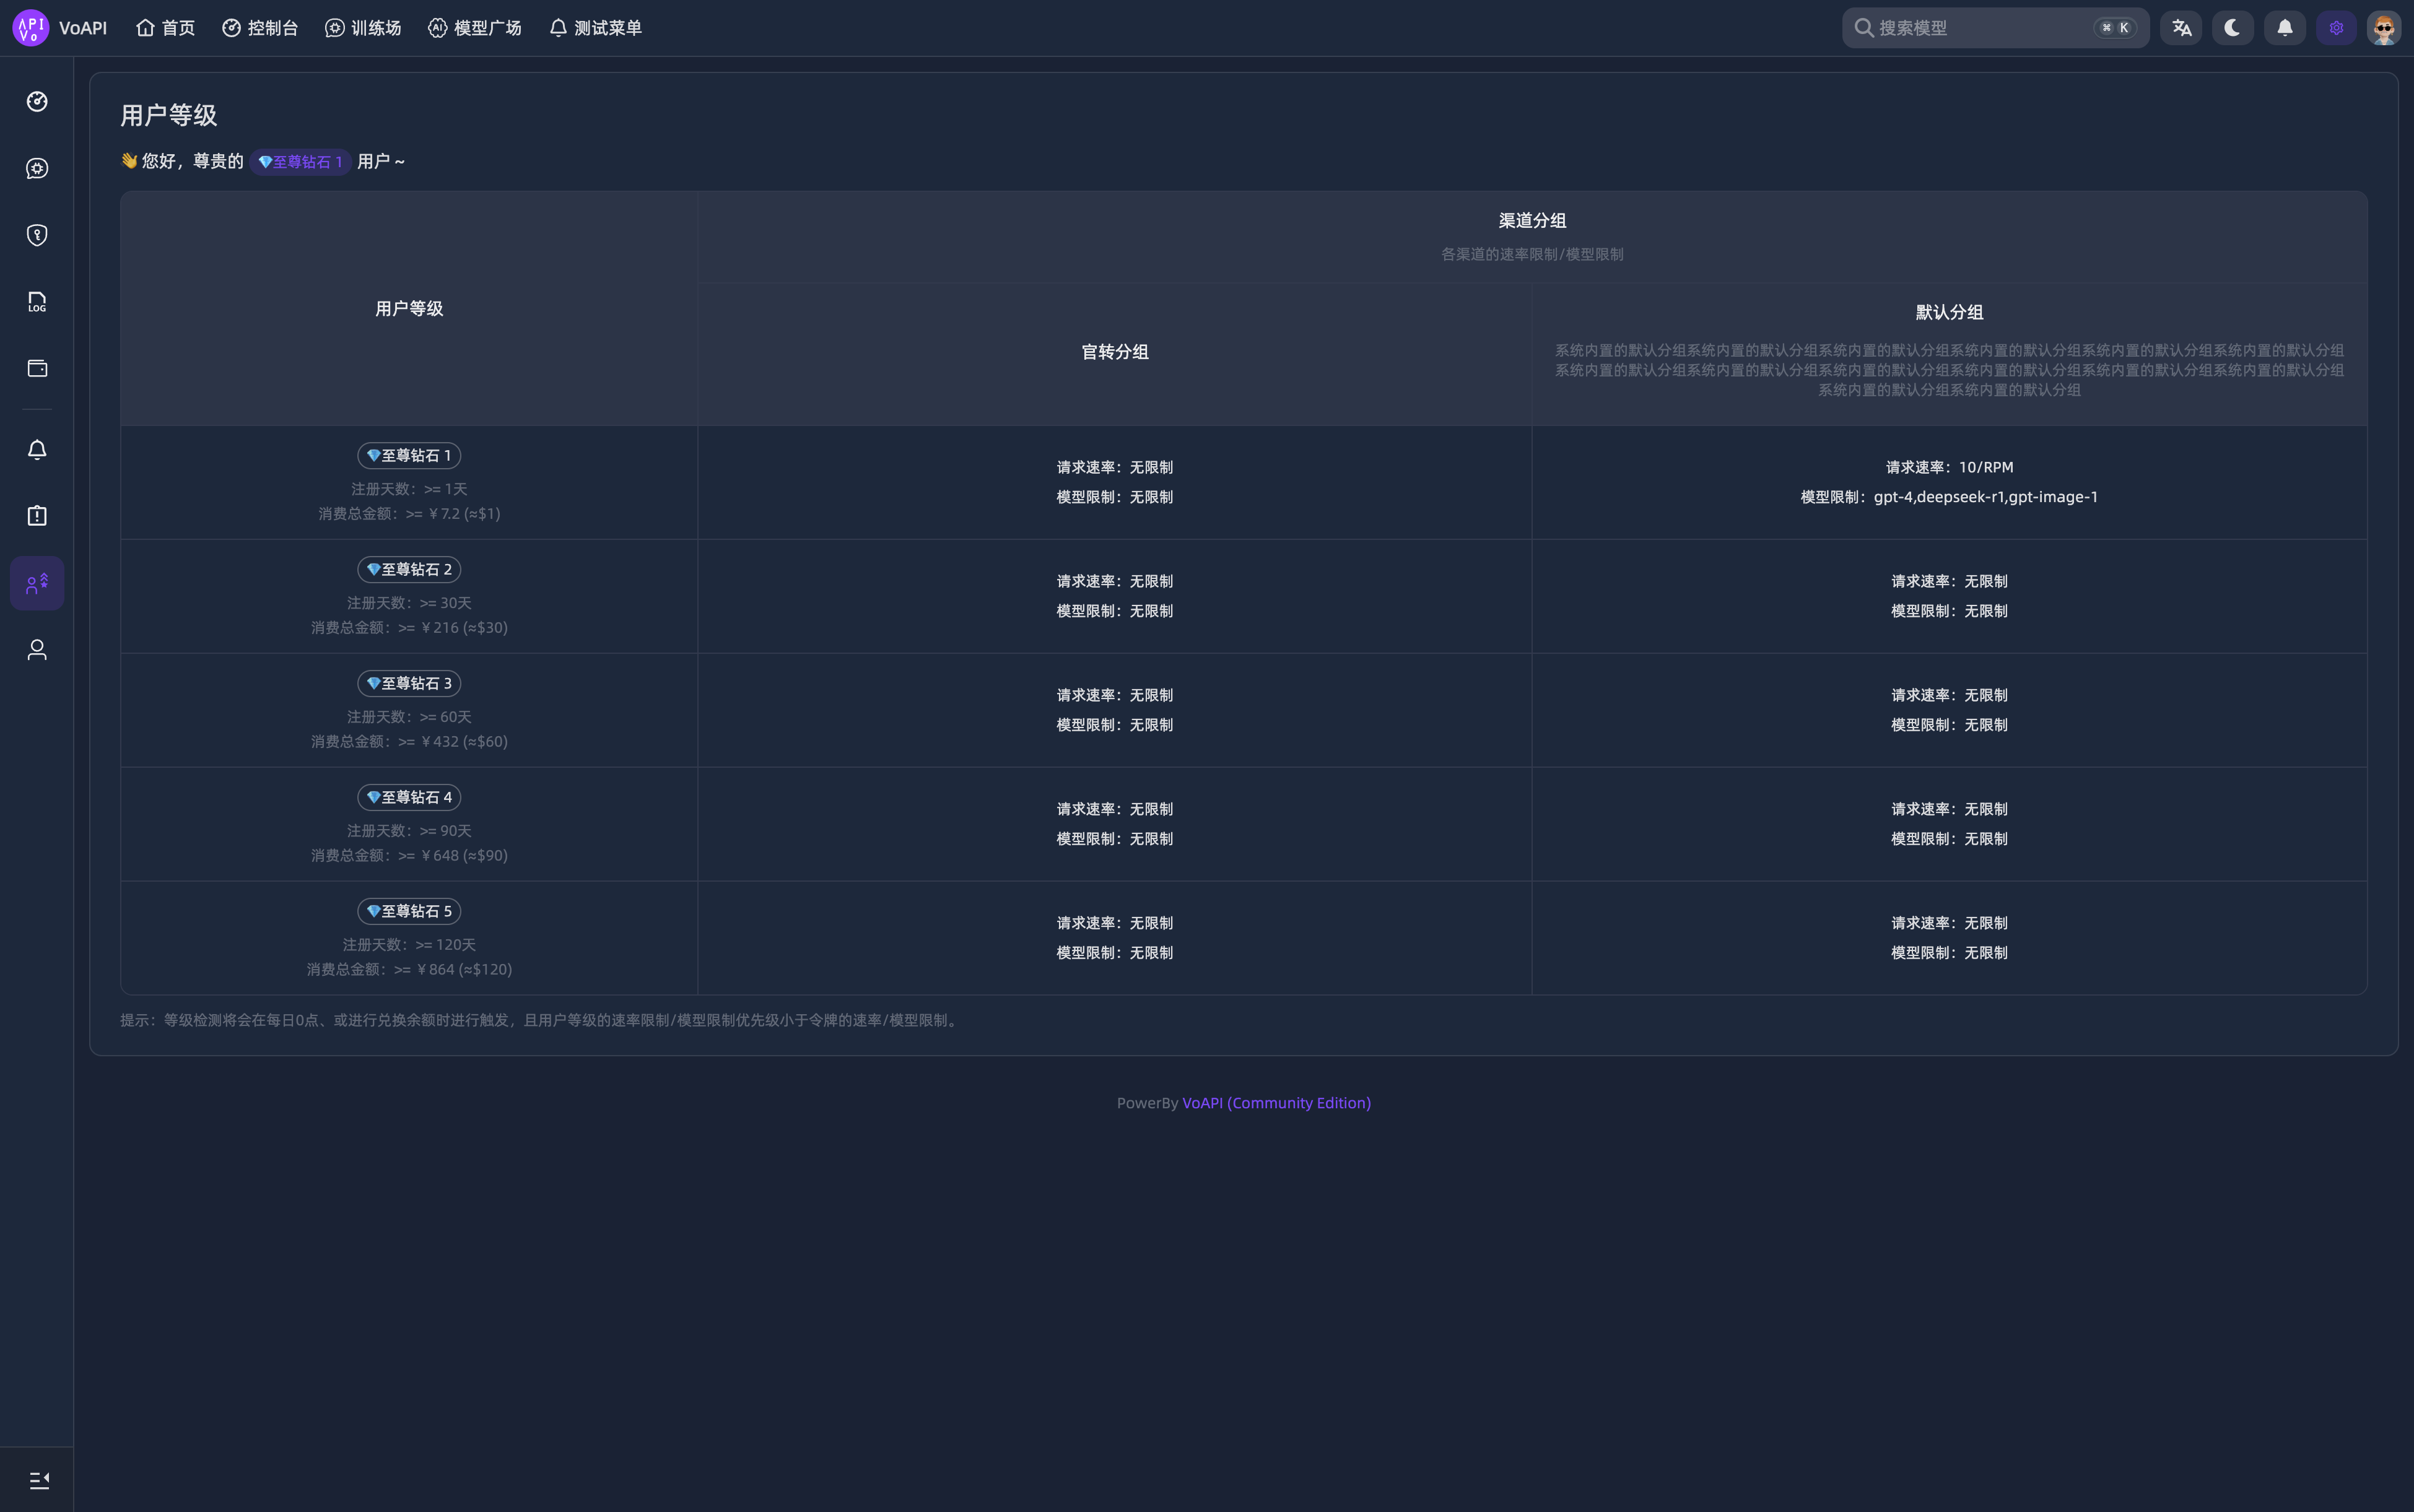 VoAPI 首页 控制台 训练场 模型广场 测试菜单 搜索模型 ⌘ K
用户等级
👋 您好，尊贵的 💎至尊钻石 1 用户 ~
渠道分组
各渠道的速率限制/模型限制
用户等级
官转分组
默认分组
系统内置的默认分组系统内置的默认分组系统内置的默认分组系统内置的默认分组系统内置的默认分组系统内置的默认分组
系统内置的默认分组系统内置的默认分组系统内置的默认分组系统内置的默认分组系统内置的默认分组系统内置的默认分组
系统内置的默认分组系统内置的默认分组
💎至尊钻石 1
注册天数：>= 1天
消费总金额：>= ￥7.2 (≈$1)
请求速率：无限制
模型限制：无限制
请求速率：10/RPM
模型限制：gpt-4,deepseek-r1,gpt-image-1
💎至尊钻石 2
注册天数：>= 30天
消费总金额：>= ￥216 (≈$30)
请求速率：无限制
模型限制：无限制
请求速率：无限制
模型限制：无限制
💎至尊钻石 3
注册天数：>= 60天
消费总金额：>= ￥432 (≈$60)
请求速率：无限制
模型限制：无限制
请求速率：无限制
模型限制：无限制
💎至尊钻石 4
注册天数：>= 90天
消费总金额：>= ￥648 (≈$90)
请求速率：无限制
模型限制：无限制
请求速率：无限制
模型限制：无限制
💎至尊钻石 5
注册天数：>= 120天
消费总金额：>= ￥864 (≈$120)
请求速率：无限制
模型限制：无限制
请求速率：无限制
模型限制：无限制
提示：等级检测将会在每日0点、或进行兑换余额时进行触发，且用户等级的速率限制/模型限制优先级小于令牌的速率/模型限制。
PowerBy VoAPI (Community Edition)
API
Vo
LOG